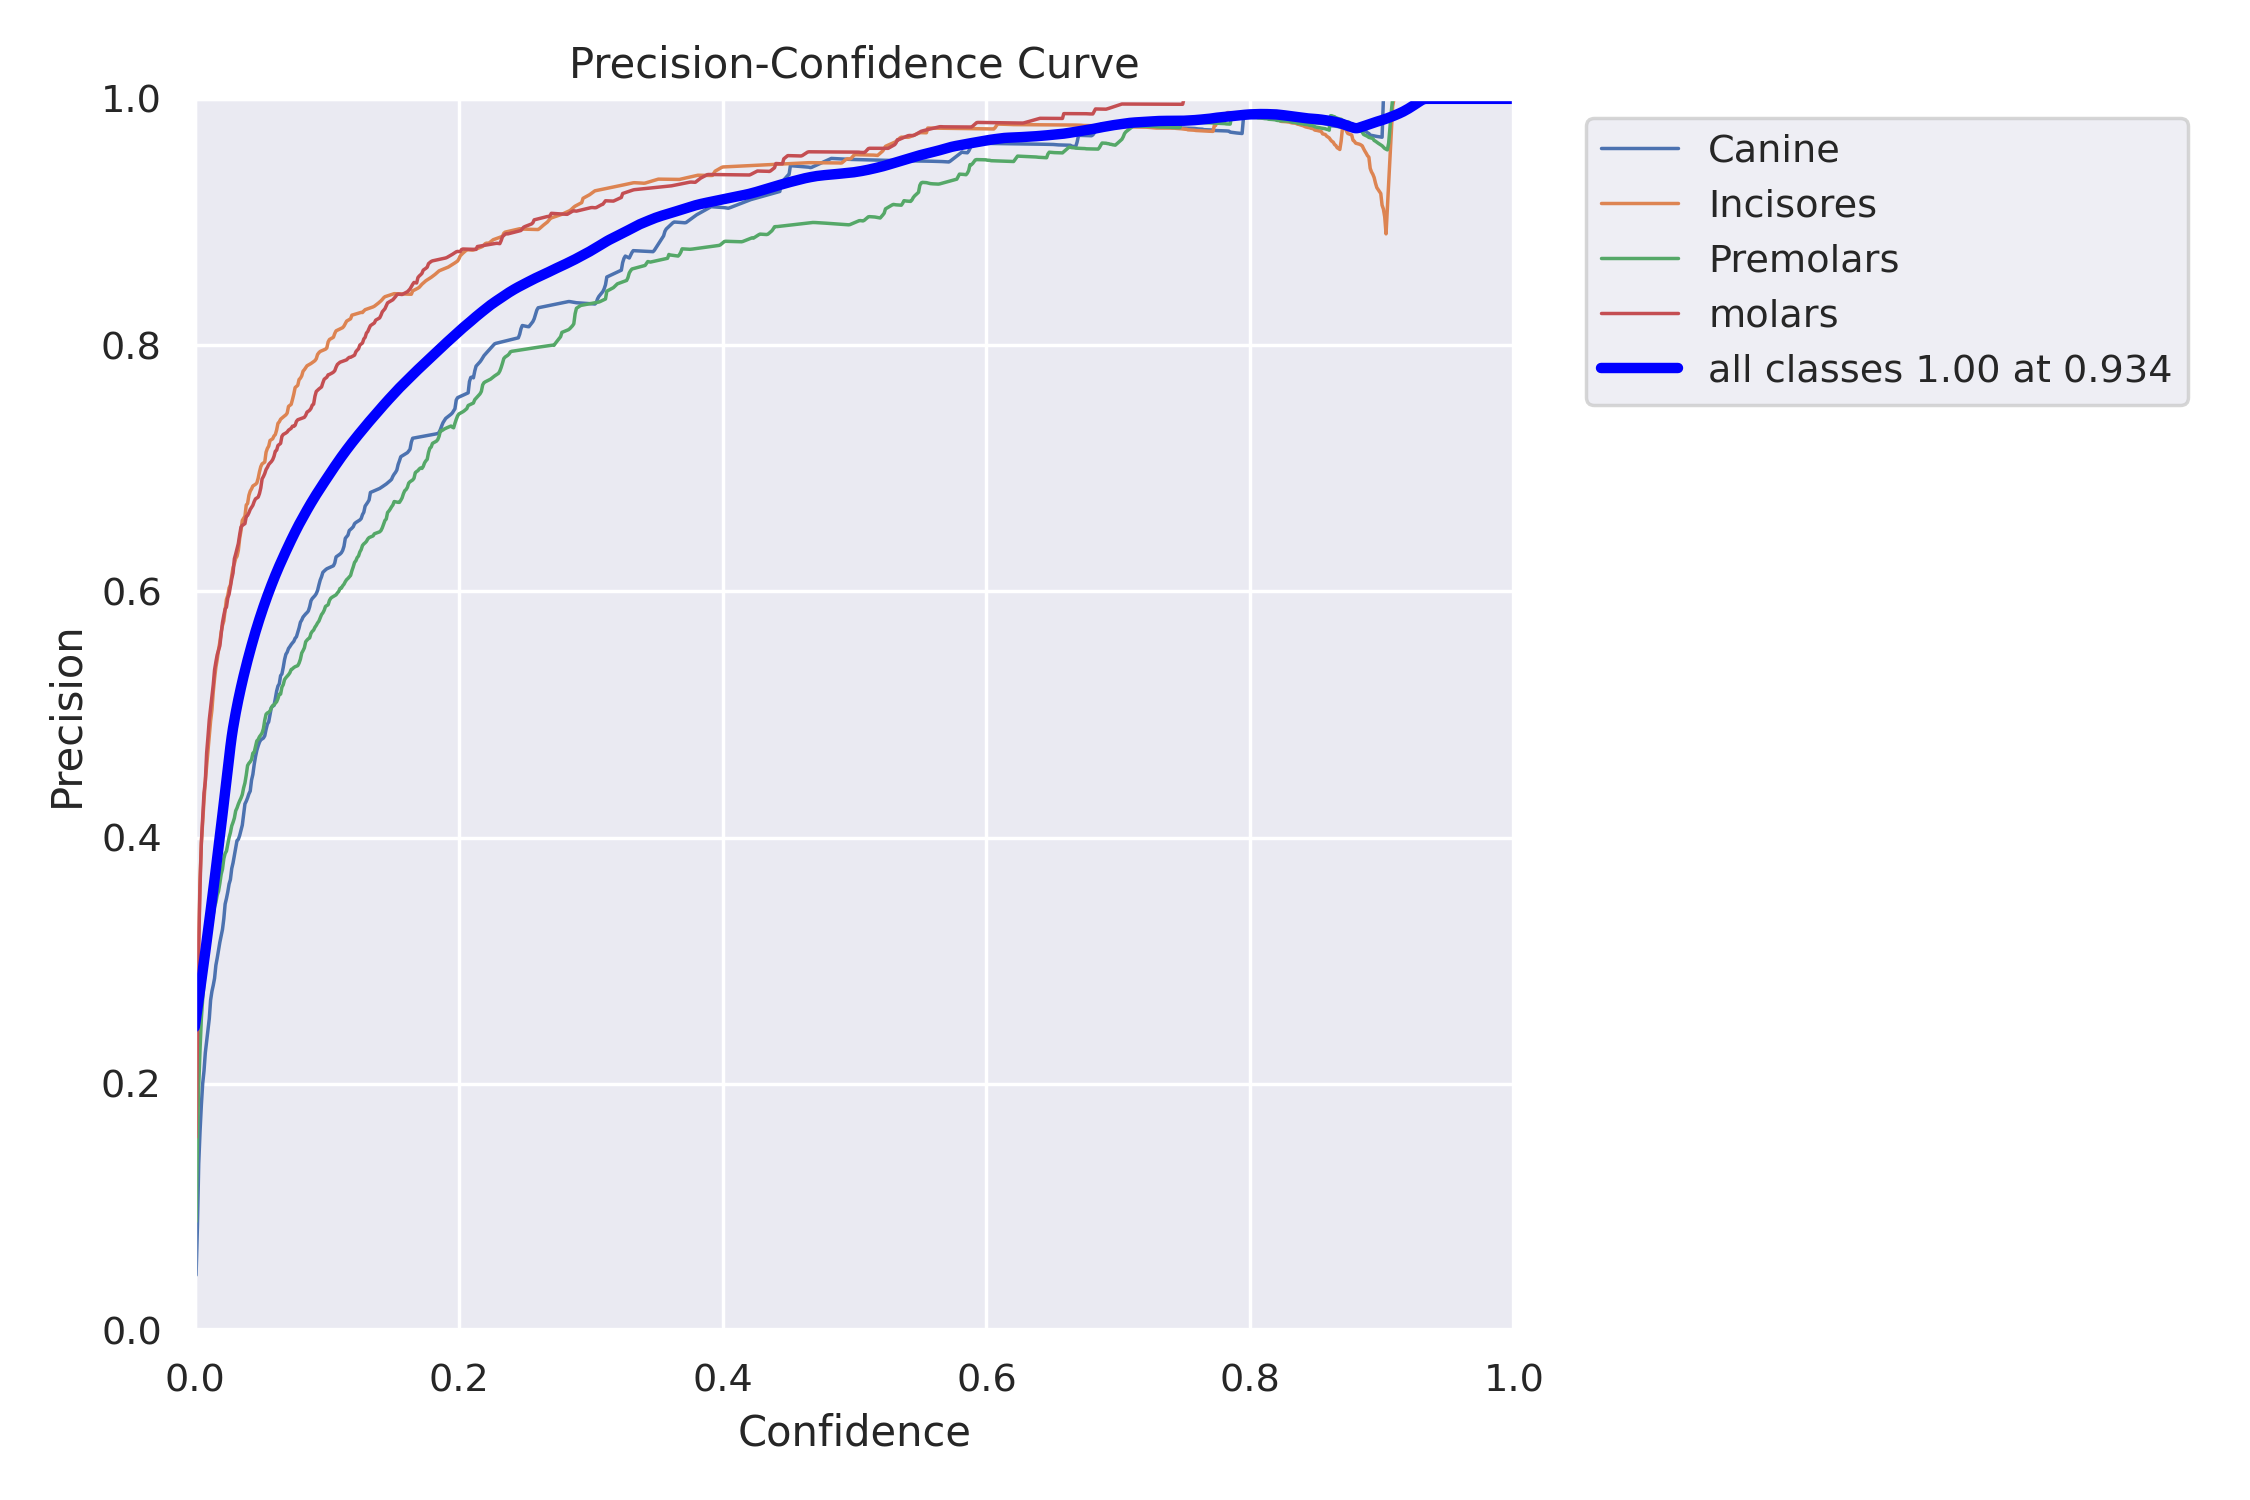 Precision-Confidence Curve
1.0
0.8
0.6
0.4
0.2
0.0
Precision
0.0 0.2 0.4 0.6 0.8 1.0
Confidence
Canine
Incisores
Premolars
molars
all classes 1.00 at 0.934